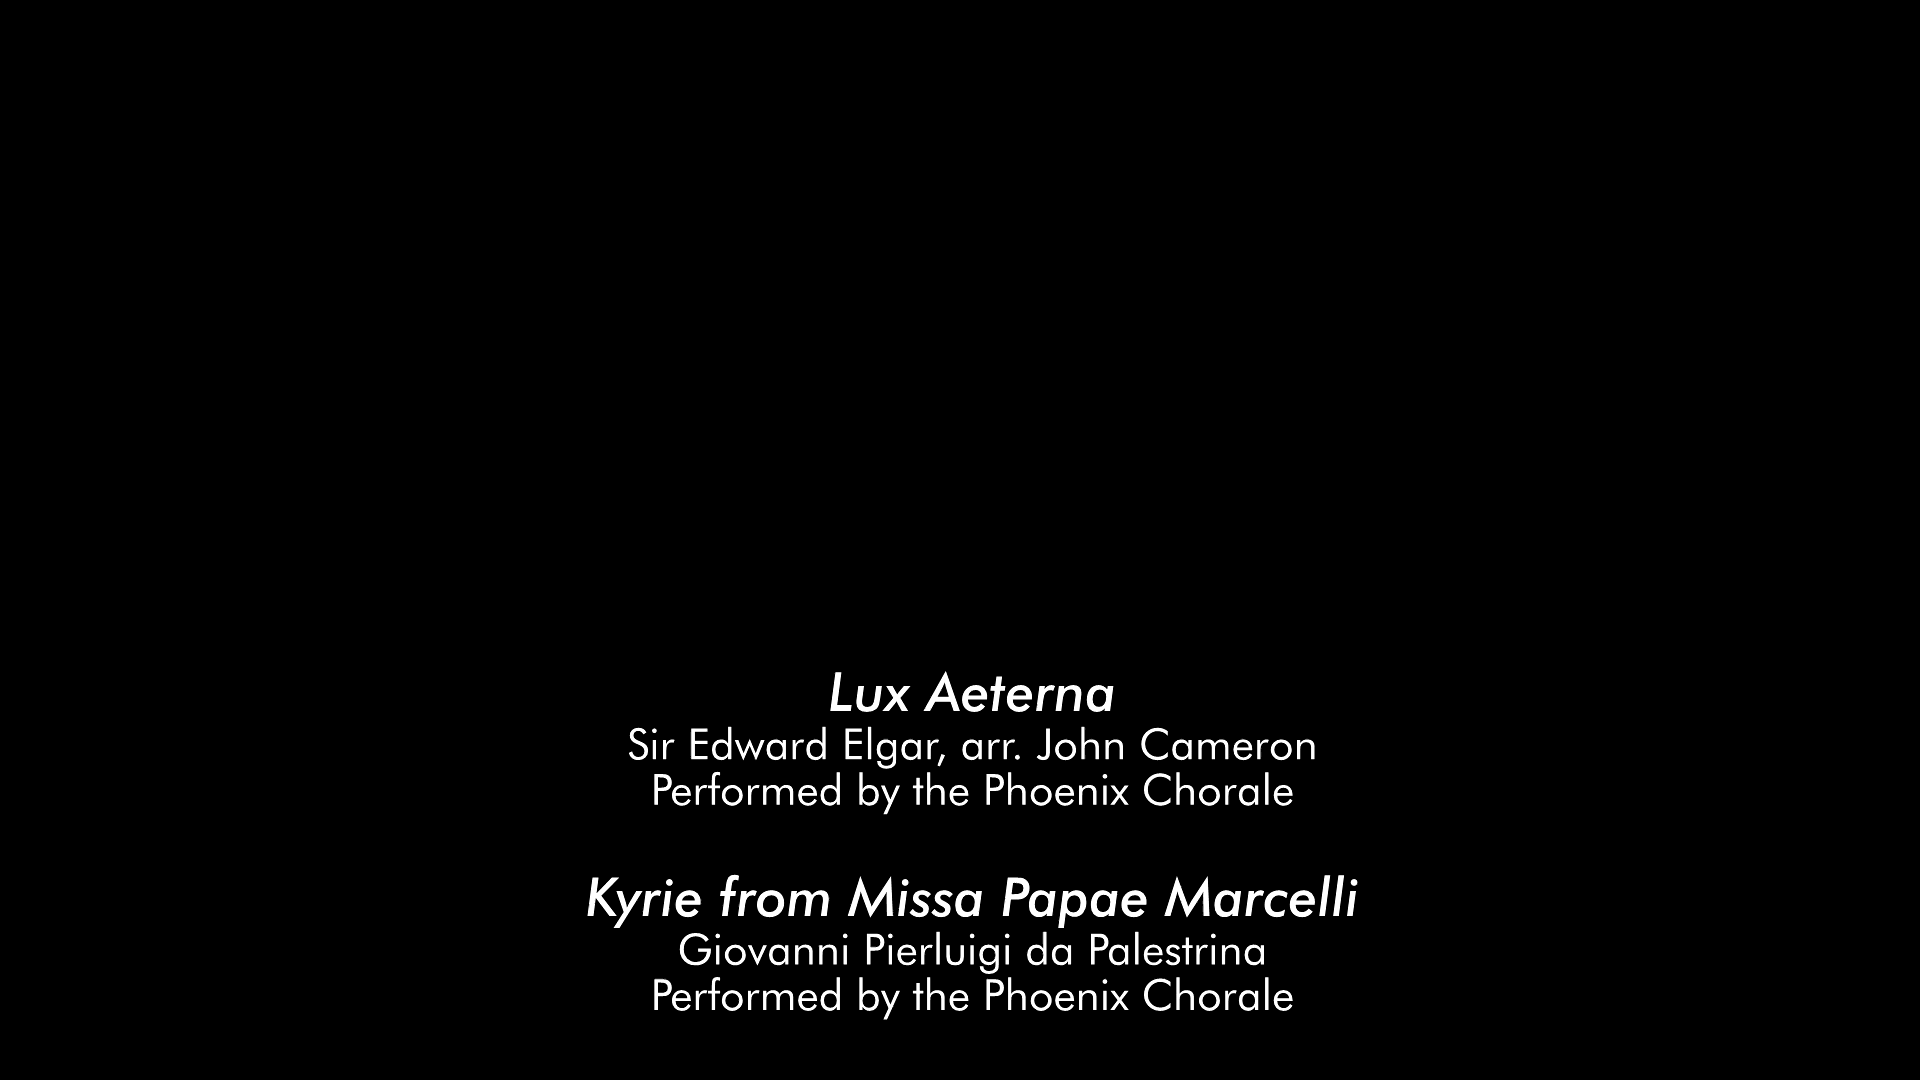 Lux Aeterna
Sir Edward Elgar, arr. John Cameron
Performed by the Phoenix Chorale
Kyrie from Missa Papae Marcelli
Giovanni Pierluigi da Palestrina
Performed by the Phoenix Chorale